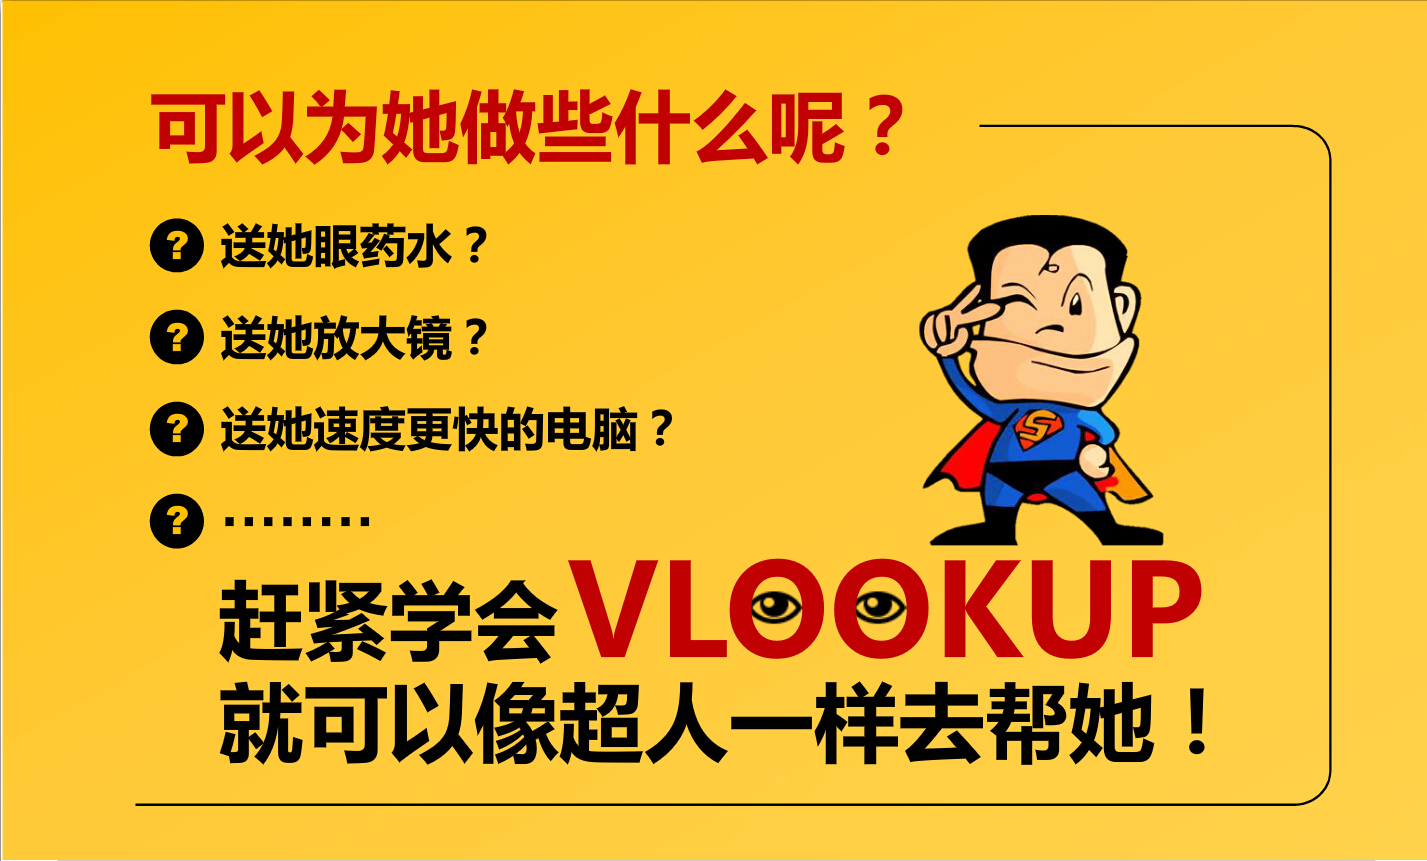 可以为她做些什么呢？
? 送她眼药水？
? 送她放大镜？
? 送她速度更快的电脑？
? ········
赶紧学会VLOOKUP
就可以像超人一样去帮她！